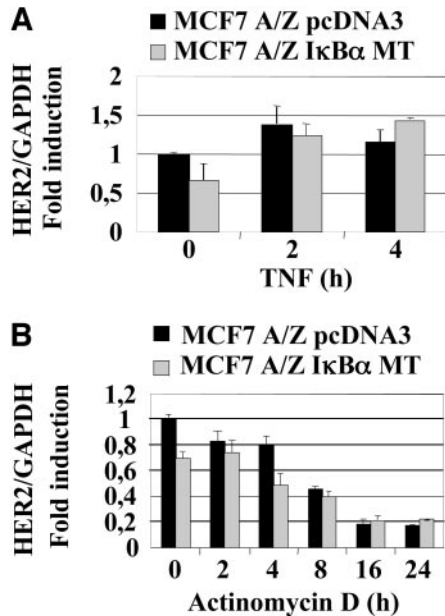 A
MCF7 A/Z pcDNA3
MCF7 A/Z IκBα MT
HER2/GAPDH
Fold induction
2
1,5
1
0,5
0
0 2 4
TNF (h)
B
MCF7 A/Z pcDNA3
MCF7 A/Z IκBα MT
HER2/GAPDH
Fold induction
1,2
1
0,8
0,6
0,4
0,2
0
0 2 4 8 16 24
Actinomycin D (h)